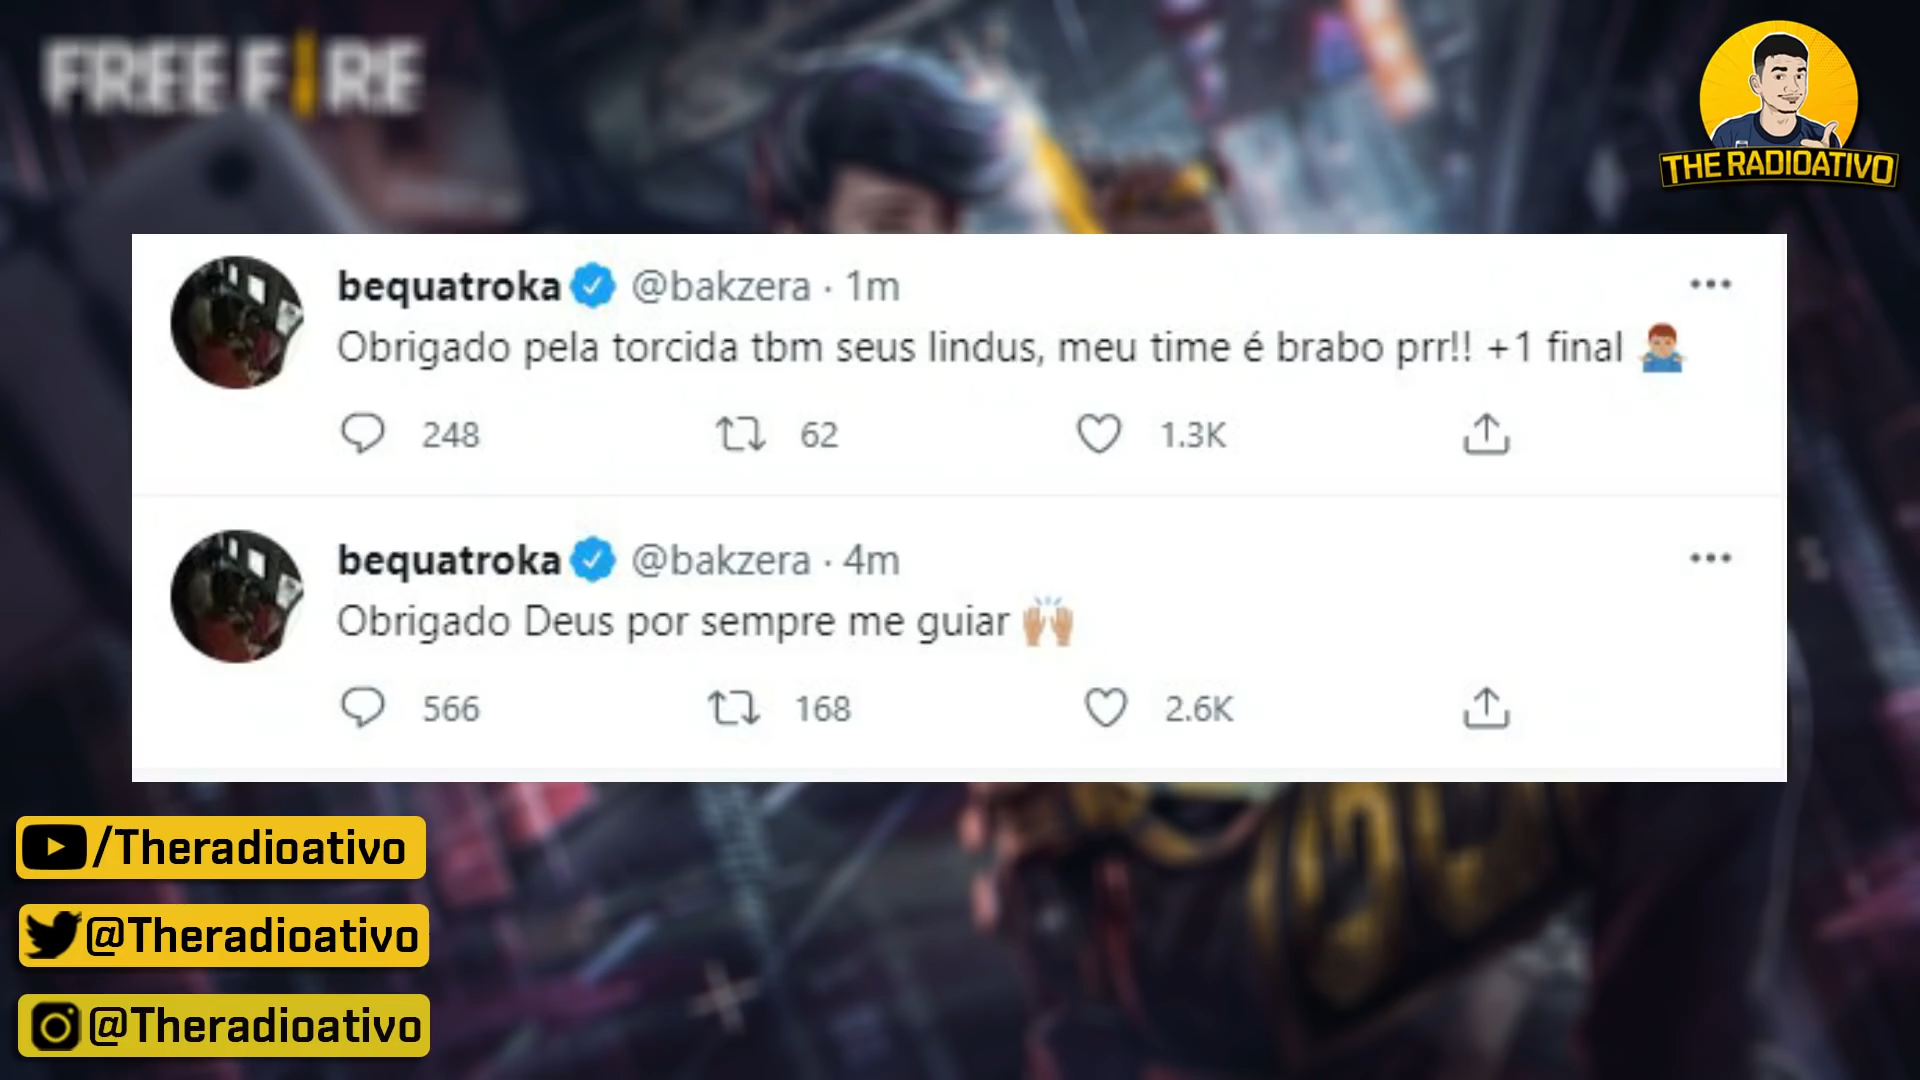 FREE FIRE
THE RADIOATIVO
bequatroka @bakzera · 1m
Obrigado pela torcida tbm seus lindus, meu time é brabo prr!! +1 final 🤷🏽‍♂️
248 62 1.3K
bequatroka @bakzera · 4m
Obrigado Deus por sempre me guiar 🙌🏼
566 168 2.6K
/Theradioativo
@Theradioativo
@Theradioativo